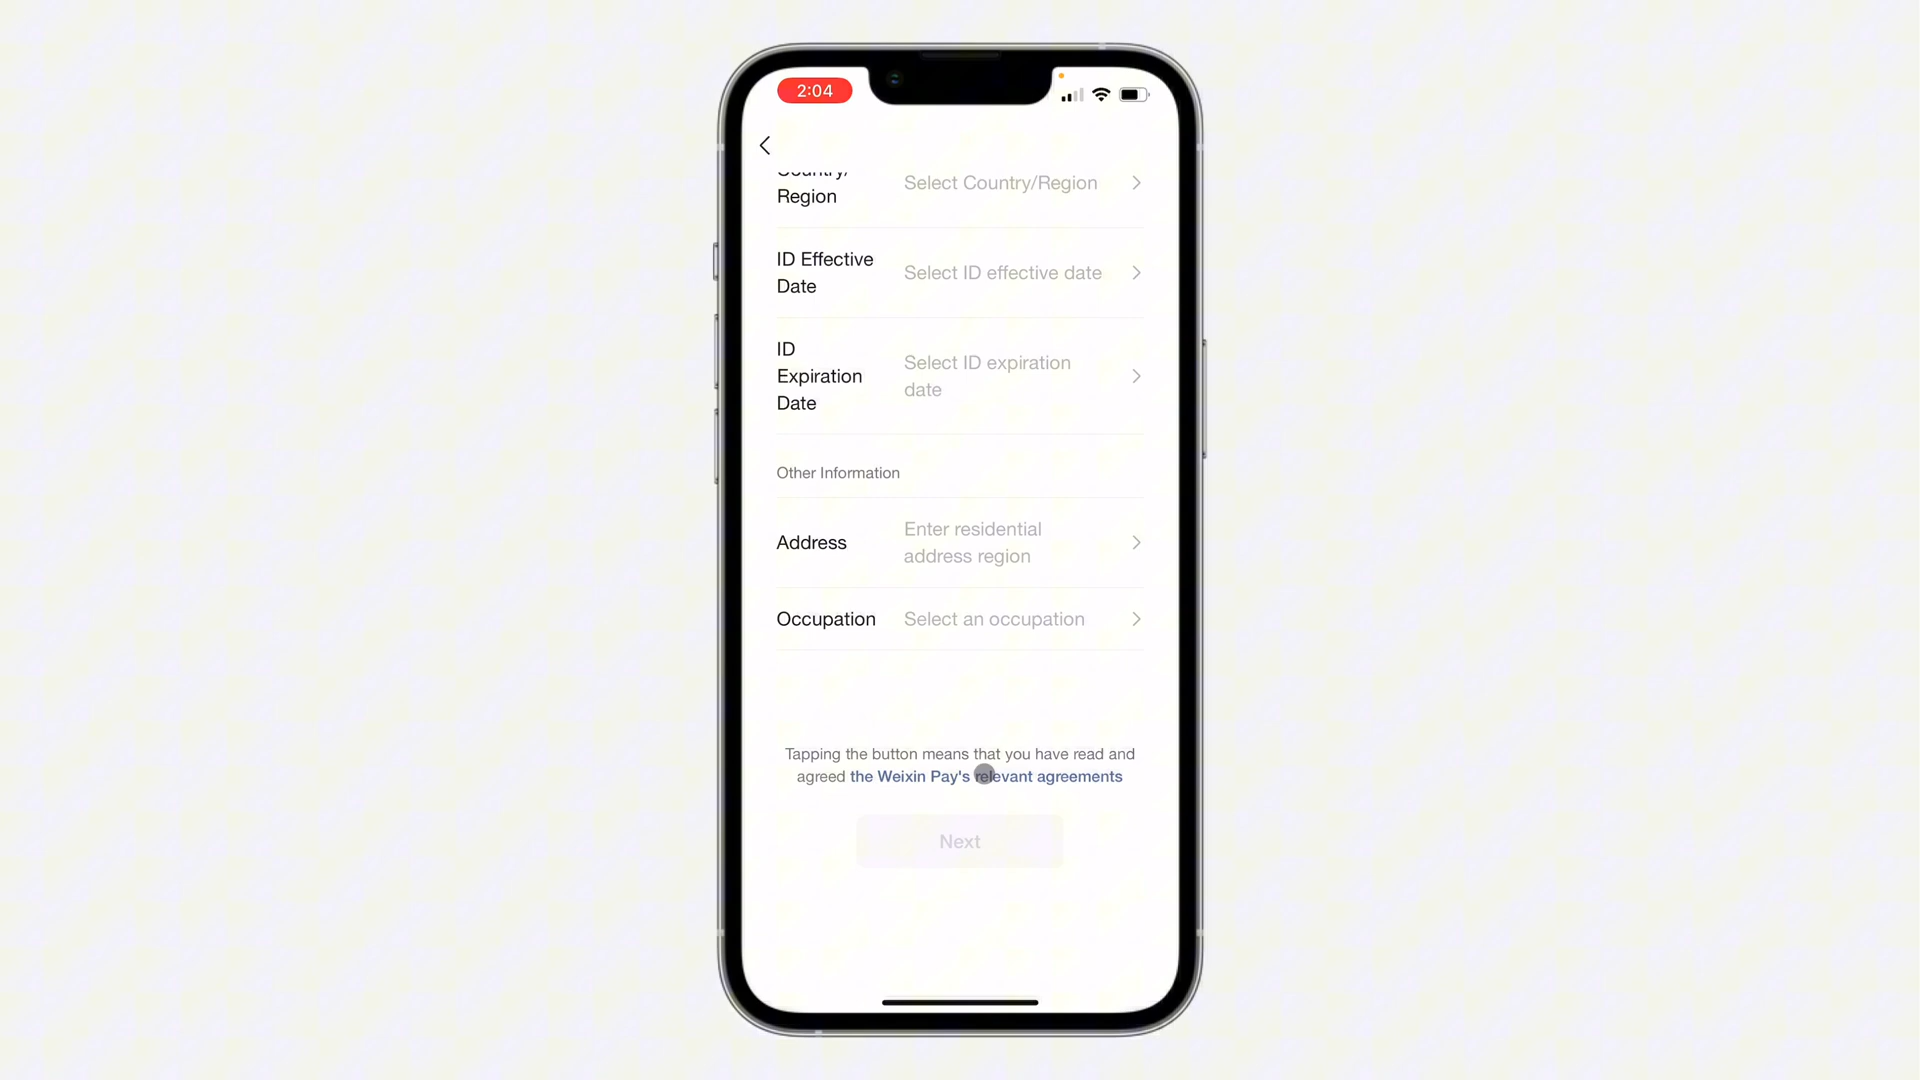 2:04
Country/
Region
Select Country/Region
ID Effective
Date
Select ID effective date
ID
Expiration
Date
Select ID expiration
date
Other Information
Address
Enter residential
address region
Occupation
Select an occupation
Tapping the button means that you have read and
agreed the Weixin Pay's relevant agreements
Next